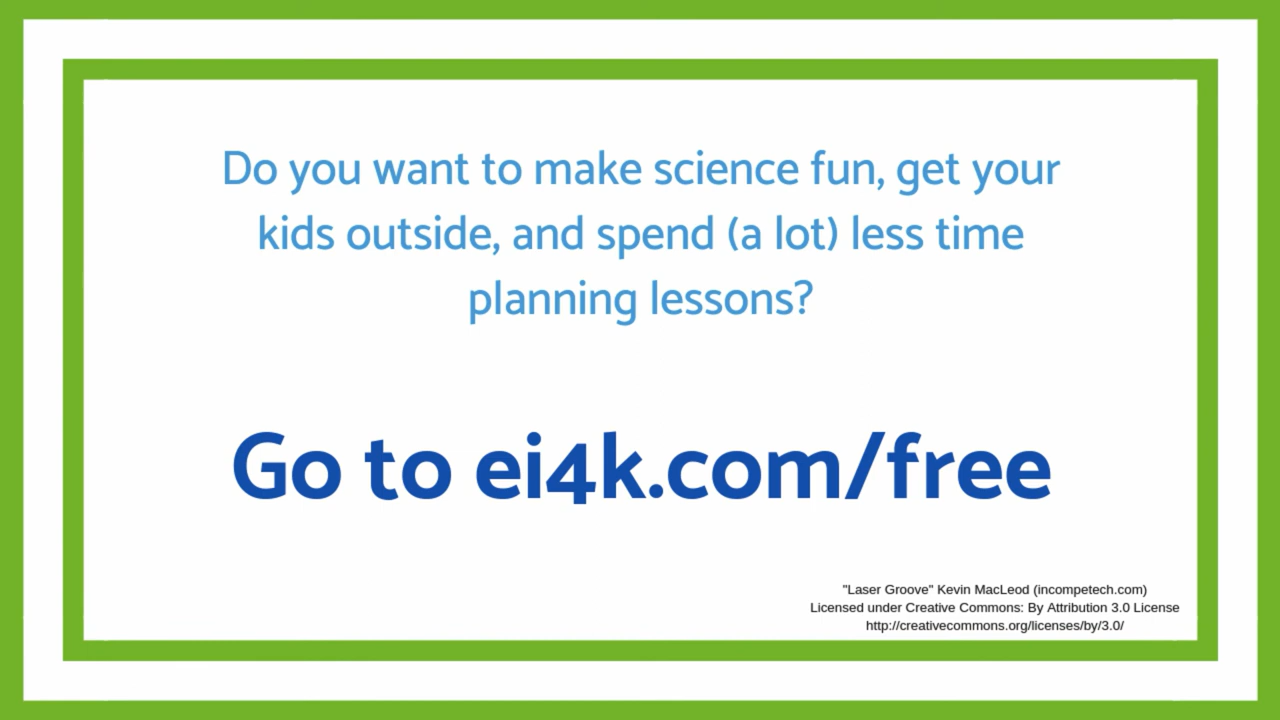 Do you want to make science fun, get your
kids outside, and spend (a lot) less time
planning lessons?
Go to ei4k.com/free
"Laser Groove" Kevin MacLeod (incompetech.com)
Licensed under Creative Commons: By Attribution 3.0 License
http://creativecommons.org/licenses/by/3.0/